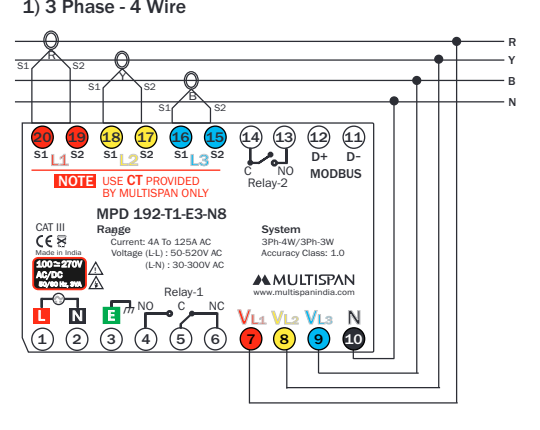 1) 3 Phase - 4 Wire
R
Y
B
N
R
S1 S2
Y
S1 S2
B
S1 S2
20 19 18 17 16 15 14 13 12 11
S1 L1 S2 S1 L2 S2 S1 L3 S2
C NO
Relay-2
D+ D-
MODBUS
NOTE USE CT PROVIDED
BY MULTISPAN ONLY
MPD 192-T1-E3-N8
CAT III
CE
Made in India
100 ≂ 270V
AC/DC
50/60 Hz, 3VA
Range
Current: 4A To 125A AC
Voltage (L-L) : 50-520V AC
(L-N) : 30-300V AC
System
3Ph-4W/3Ph-3W
Accuracy Class: 1.0
MULTISPAN
www.multispanindia.com
Relay-1
L N E NO C NC VL1 VL2 VL3 N
1 2 3 4 5 6 7 8 9 10